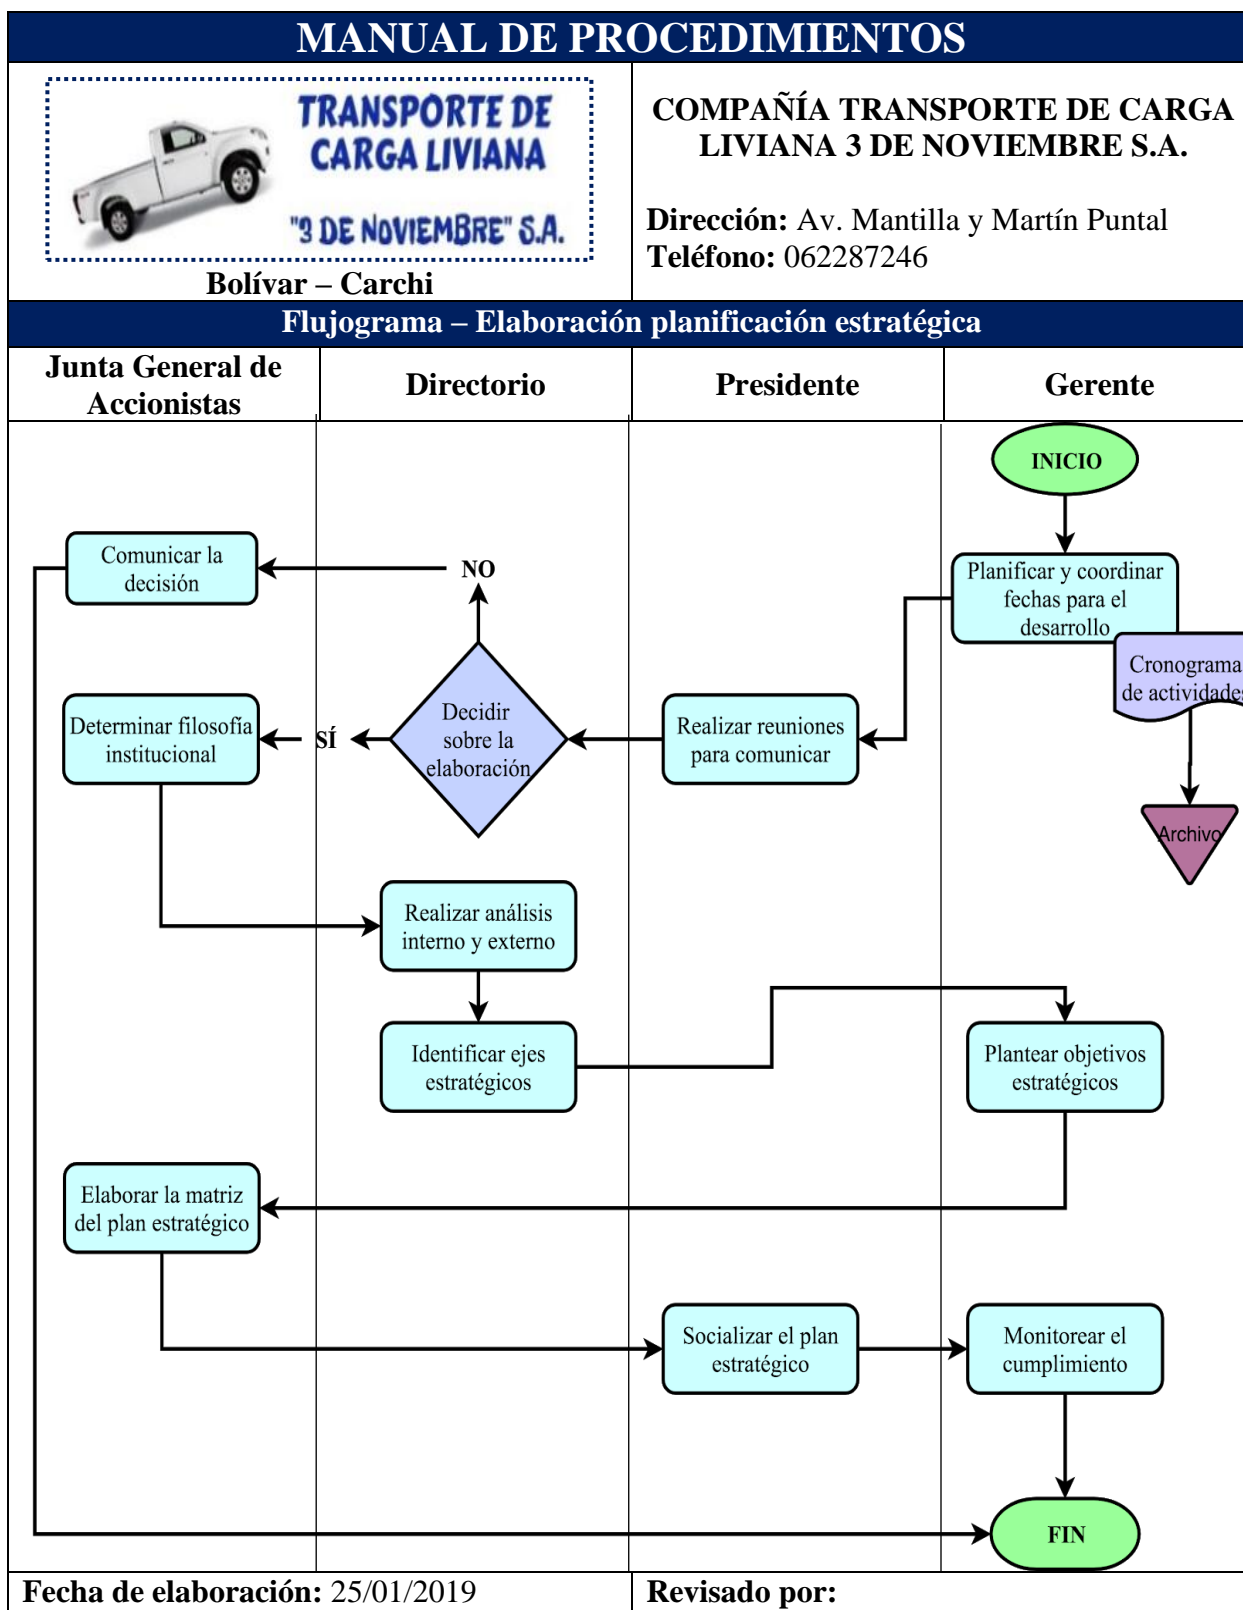 MANUAL DE PROCEDIMIENTOS
TRANSPORTE DE
CARGA LIVIANA
"3 DE NOVIEMBRE" S.A.
Bolívar – Carchi
COMPAÑÍA TRANSPORTE DE CARGA
LIVIANA 3 DE NOVIEMBRE S.A.
Dirección: Av. Mantilla y Martín Puntal
Teléfono: 062287246
Flujograma – Elaboración planificación estratégica
Junta General de
Accionistas
Directorio
Presidente
Gerente
INICIO
Planificar y coordinar
fechas para el
desarrollo
Cronograma
de actividades
Archivo
Realizar reuniones
para comunicar
Decidir
sobre la
elaboración
NO
Comunicar la
decisión
SÍ
Determinar filosofía
institucional
Realizar análisis
interno y externo
Identificar ejes
estratégicos
Plantear objetivos
estratégicos
Elaborar la matriz
del plan estratégico
Socializar el plan
estratégico
Monitorear el
cumplimiento
FIN
Fecha de elaboración: 25/01/2019
Revisado por: